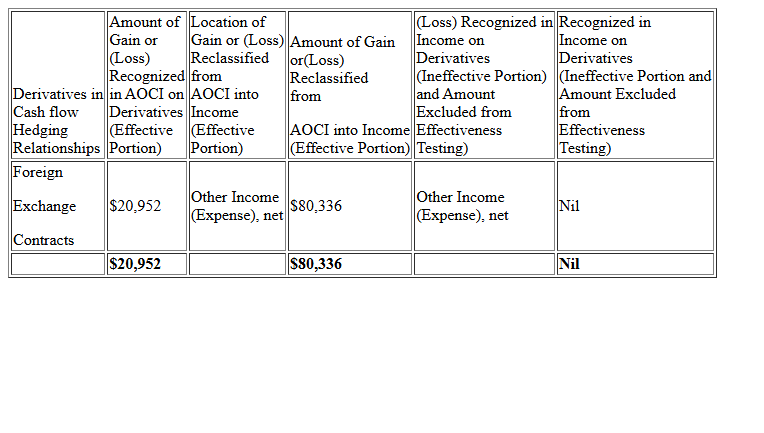 Derivatives in
Cash flow
Hedging
Relationships
Amount of
Gain or
(Loss)
Recognized
in AOCI on
Derivatives
(Effective
Portion)
Location of
Gain or (Loss)
Reclassified
from
AOCI into
Income
(Effective
Portion)
Amount of Gain
or(Loss)
Reclassified
from
AOCI into Income
(Effective Portion)
(Loss) Recognized in
Income on
Derivatives
(Ineffective Portion)
and Amount
Excluded from
Effectiveness
Testing)
Recognized in
Income on
Derivatives
(Ineffective Portion and
Amount Excluded
from
Effectiveness
Testing)
Foreign
Exchange
Contracts
$20,952
Other Income
(Expense), net
$80,336
Other Income
(Expense), net
Nil
$20,952
$80,336
Nil